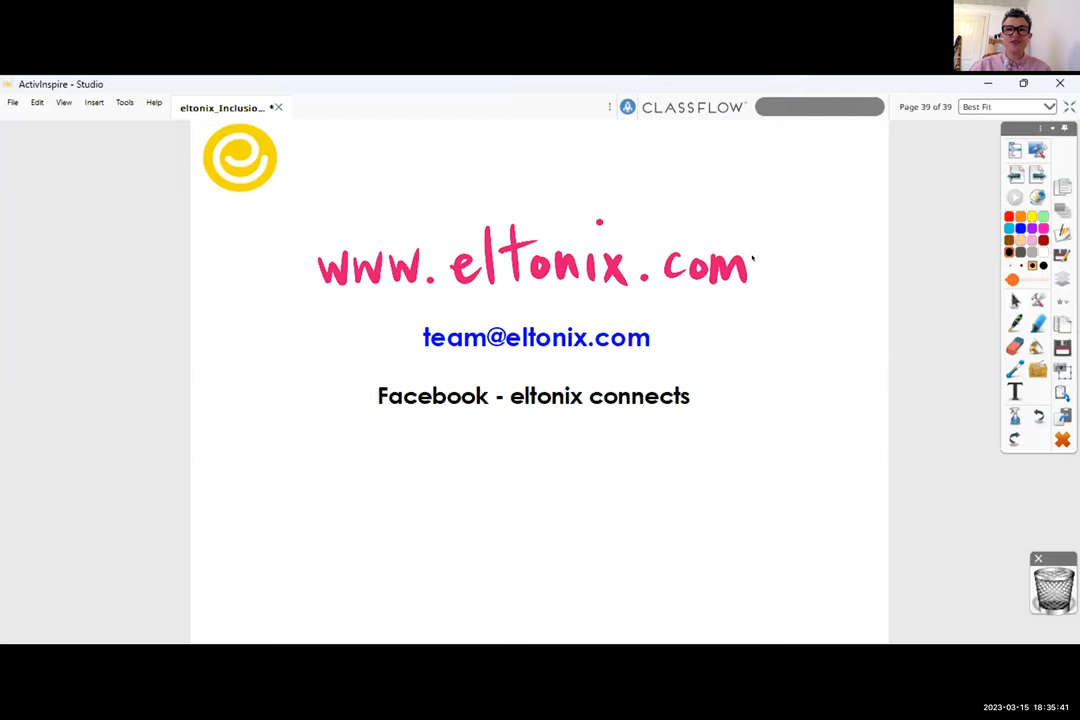 ActivInspire - Studio
File Edit View Insert Tools Help
eltonix_Inclusio... *
CLASSFLOW
Page 39 of 39
Best Fit
www.eltonix.com
team@eltonix.com
Facebook - eltonix connects
T
2023-03-15 18:35:41